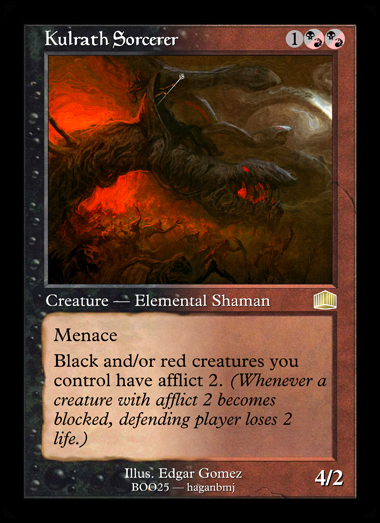 Kulrath Sorcerer 1
Creature — Elemental Shaman
Menace
Black and/or red creatures you
control have afflict 2. (Whenever a
creature with afflict 2 becomes
blocked, defending player loses 2
life.)
Illus. Edgar Gomez
BOO25 — haganbmj
4/2